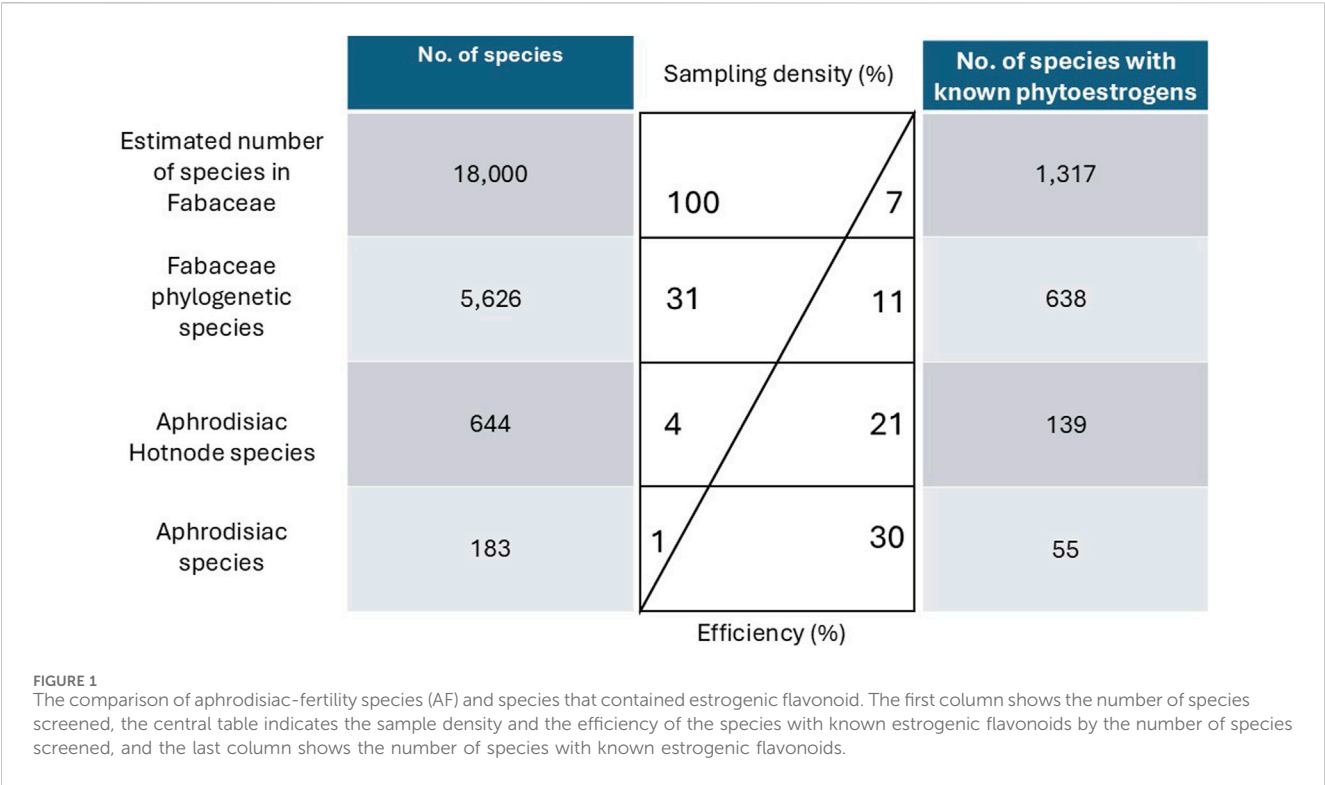 No. of species
Sampling density (%)
No. of species with
known phytoestrogens
Estimated number
of species in
Fabaceae
18,000
100
7
1,317
Fabaceae
phylogenetic
species
5,626
31
11
638
Aphrodisiac
Hotnode species
644
4
21
139
Aphrodisiac
species
183
1
30
55
Efficiency (%)
FIGURE 1
The comparison of aphrodisiac-fertility species (AF) and species that contained estrogenic flavonoid. The first column shows the number of species
screened, the central table indicates the sample density and the efficiency of the species with known estrogenic flavonoids by the number of species
screened, and the last column shows the number of species with known estrogenic flavonoids.